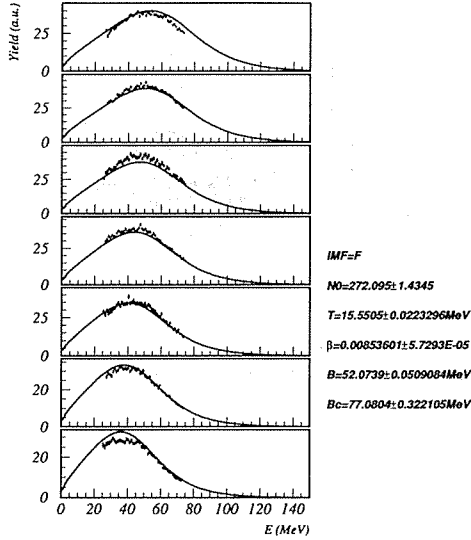 Yield (a.u.)
25
0
25
0
25
0
25
0
25
0
20
0
20
0
0 20 40 60 80 100 120 140
E (MeV)
IMF=F
N0=272.095±1.4345
T=15.5505±0.0223296MeV
β=0.00853601±5.7293E-05
B=52.0739±0.0509084MeV
Bc=77.0804±0.322105MeV